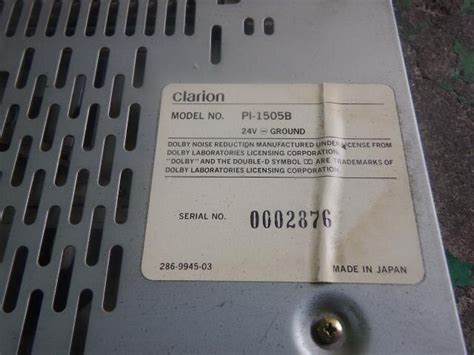 clarion
MODEL NO. PI-1505B
24V ⊖ GROUND
DOLBY NOISE REDUCTION MANUFACTURED UNDER LICENSE FROM
DOLBY LABORATORIES LICENSING CORPORATION.
"DOLBY" AND THE DOUBLE-D SYMBOL ARE TRADEMARKS OF
DOLBY LABORATORIES LICENSING CORPORATION.
SERIAL NO. 0002876
286-9945-03 MADE IN JAPAN